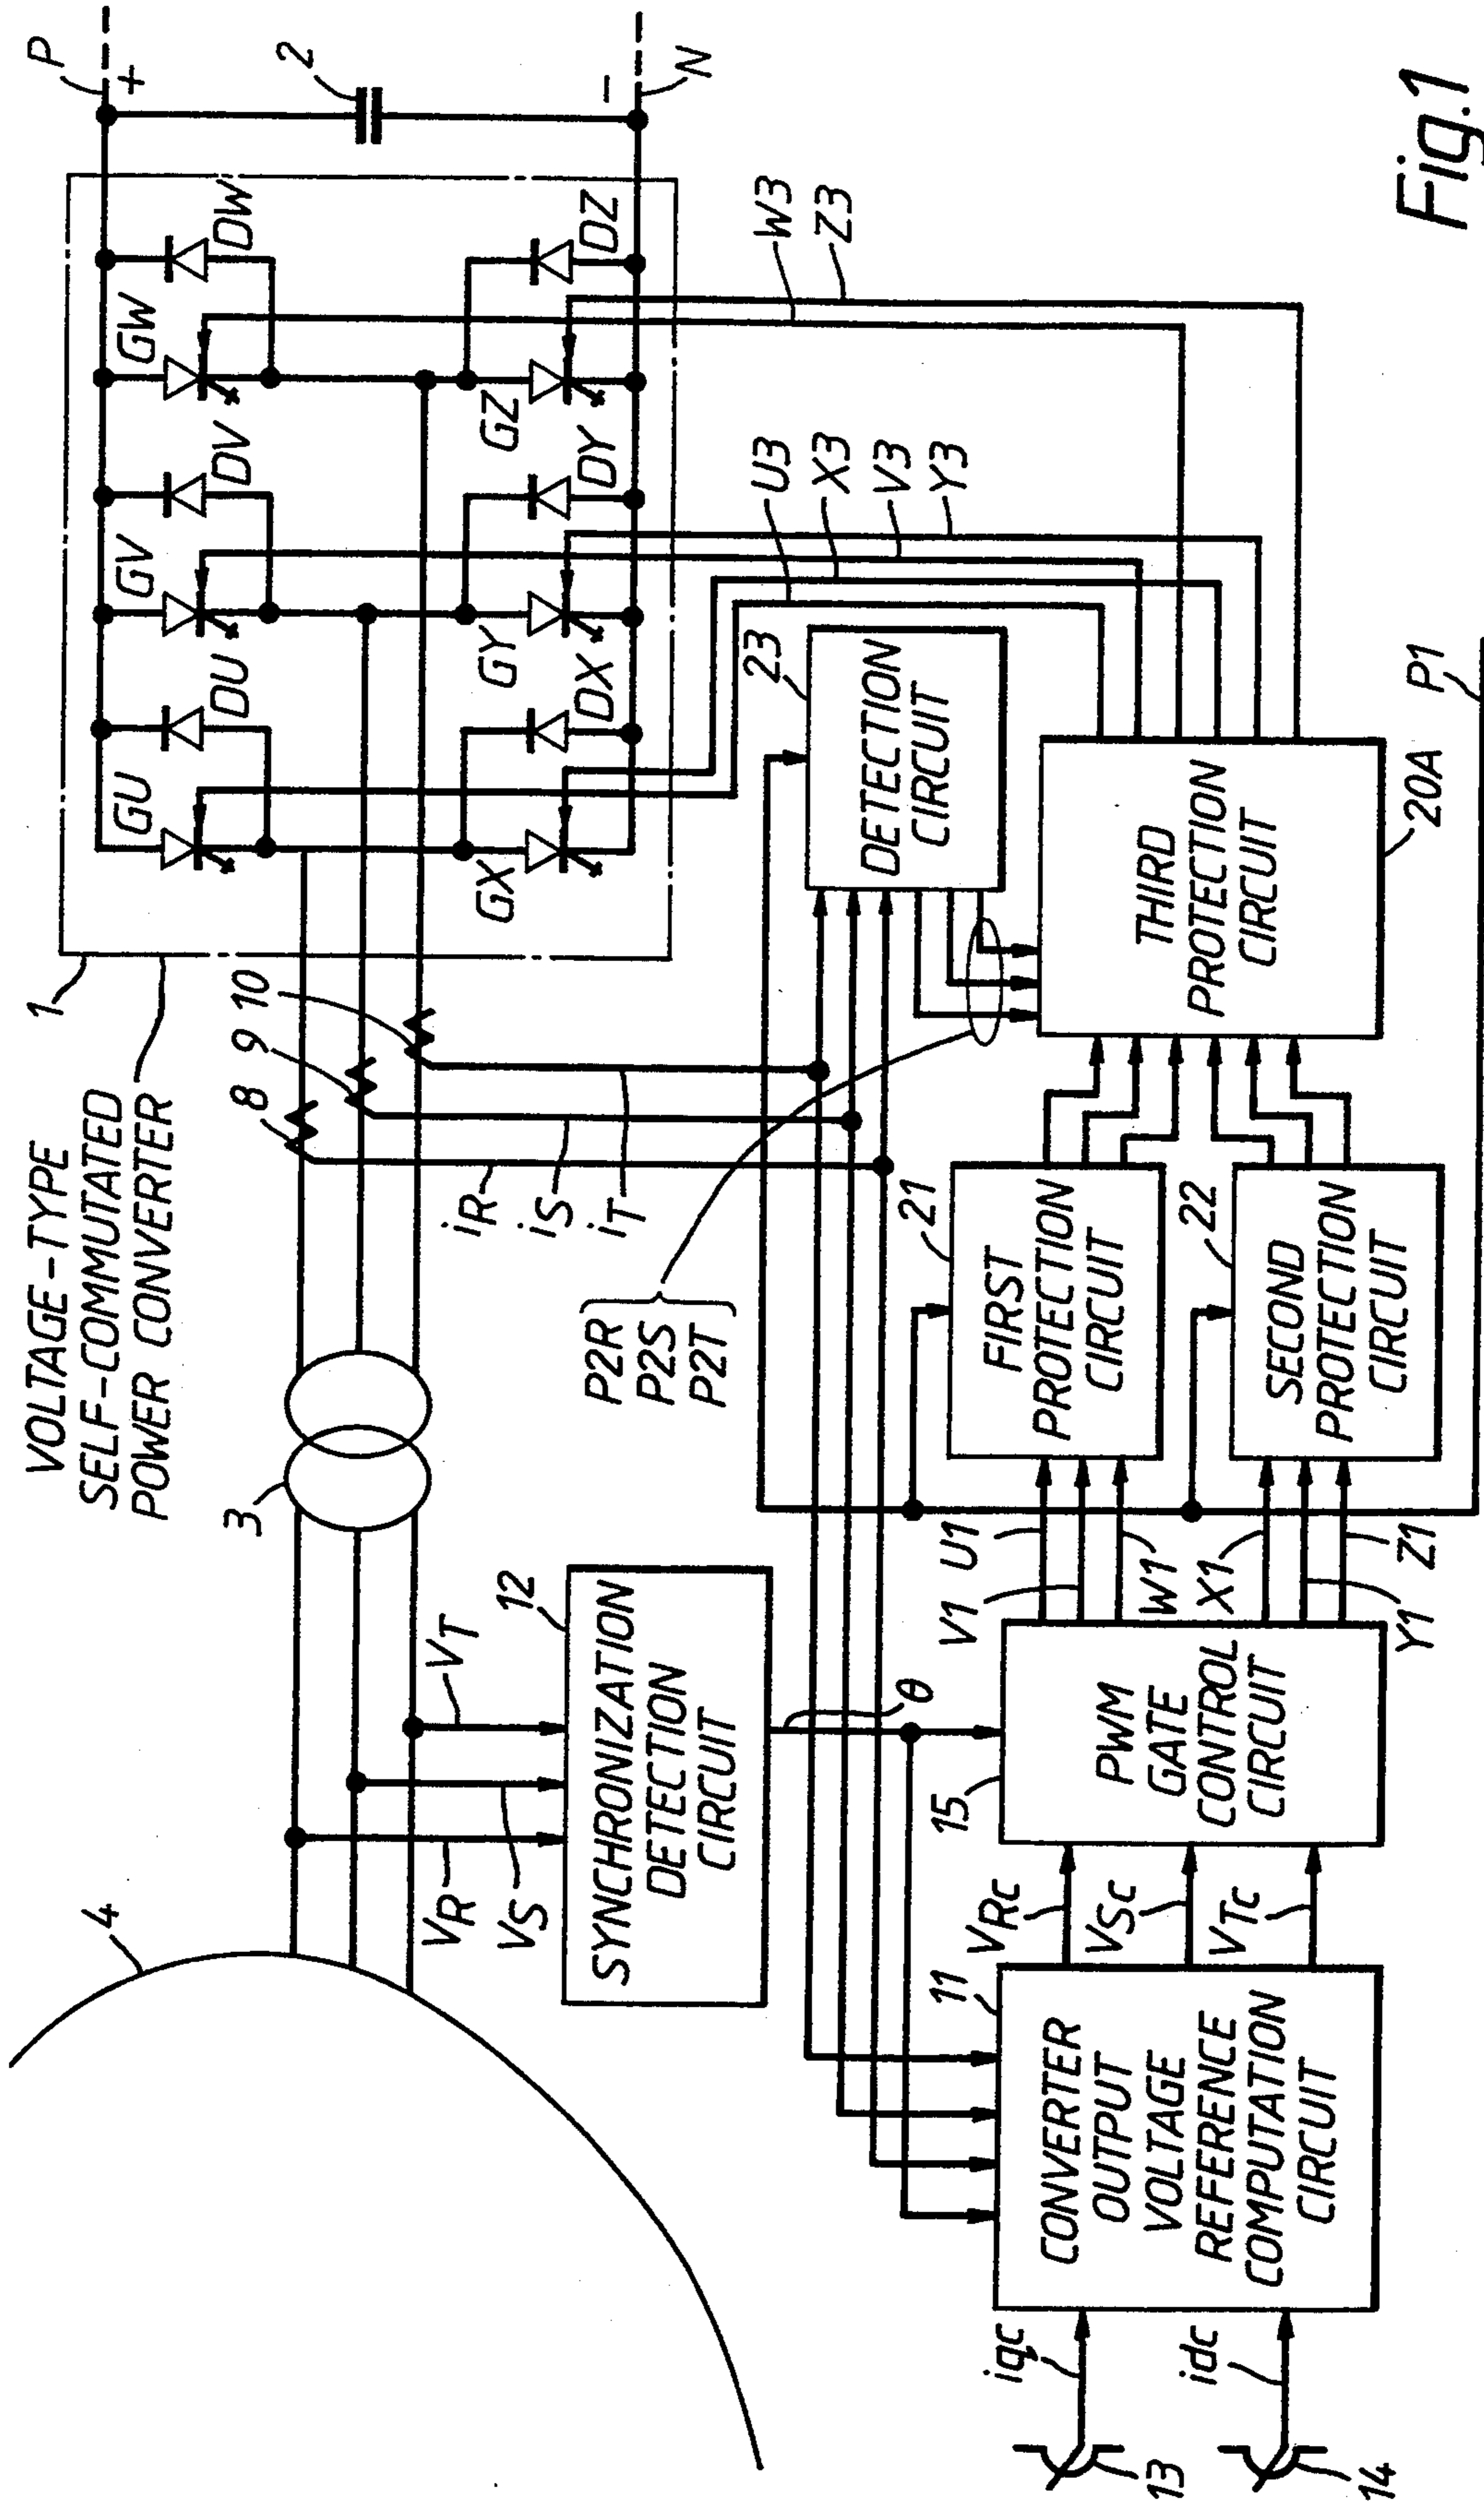 VOLTAGE-TYPE
SELF-COMMUTATED
POWER CONVERTER
1
P
+
2
−
N
GU
DU
GV
DV
GW
DW
GX
DX
GY
DY
GZ
DZ
3
4
8
9
10
iR
iS
iT
VR
VS
VT
12
SYNCHRONIZATION
DETECTION
CIRCUIT
θ
P2R
P2S
P2T
23
DETECTION
CIRCUIT
U3
X3
V3
Y3
W3
Z3
13
14
iqc
idc
11
CONVERTER
OUTPUT
VOLTAGE
REFERENCE
COMPUTATION
CIRCUIT
VRc
VSc
VTc
15
PWM
GATE
CONTROL
CIRCUIT
V1
U1
W1
X1
Y1
Z1
21
FIRST
PROTECTION
CIRCUIT
22
SECOND
PROTECTION
CIRCUIT
THIRD
PROTECTION
CIRCUIT
20A
P1
Fig.1